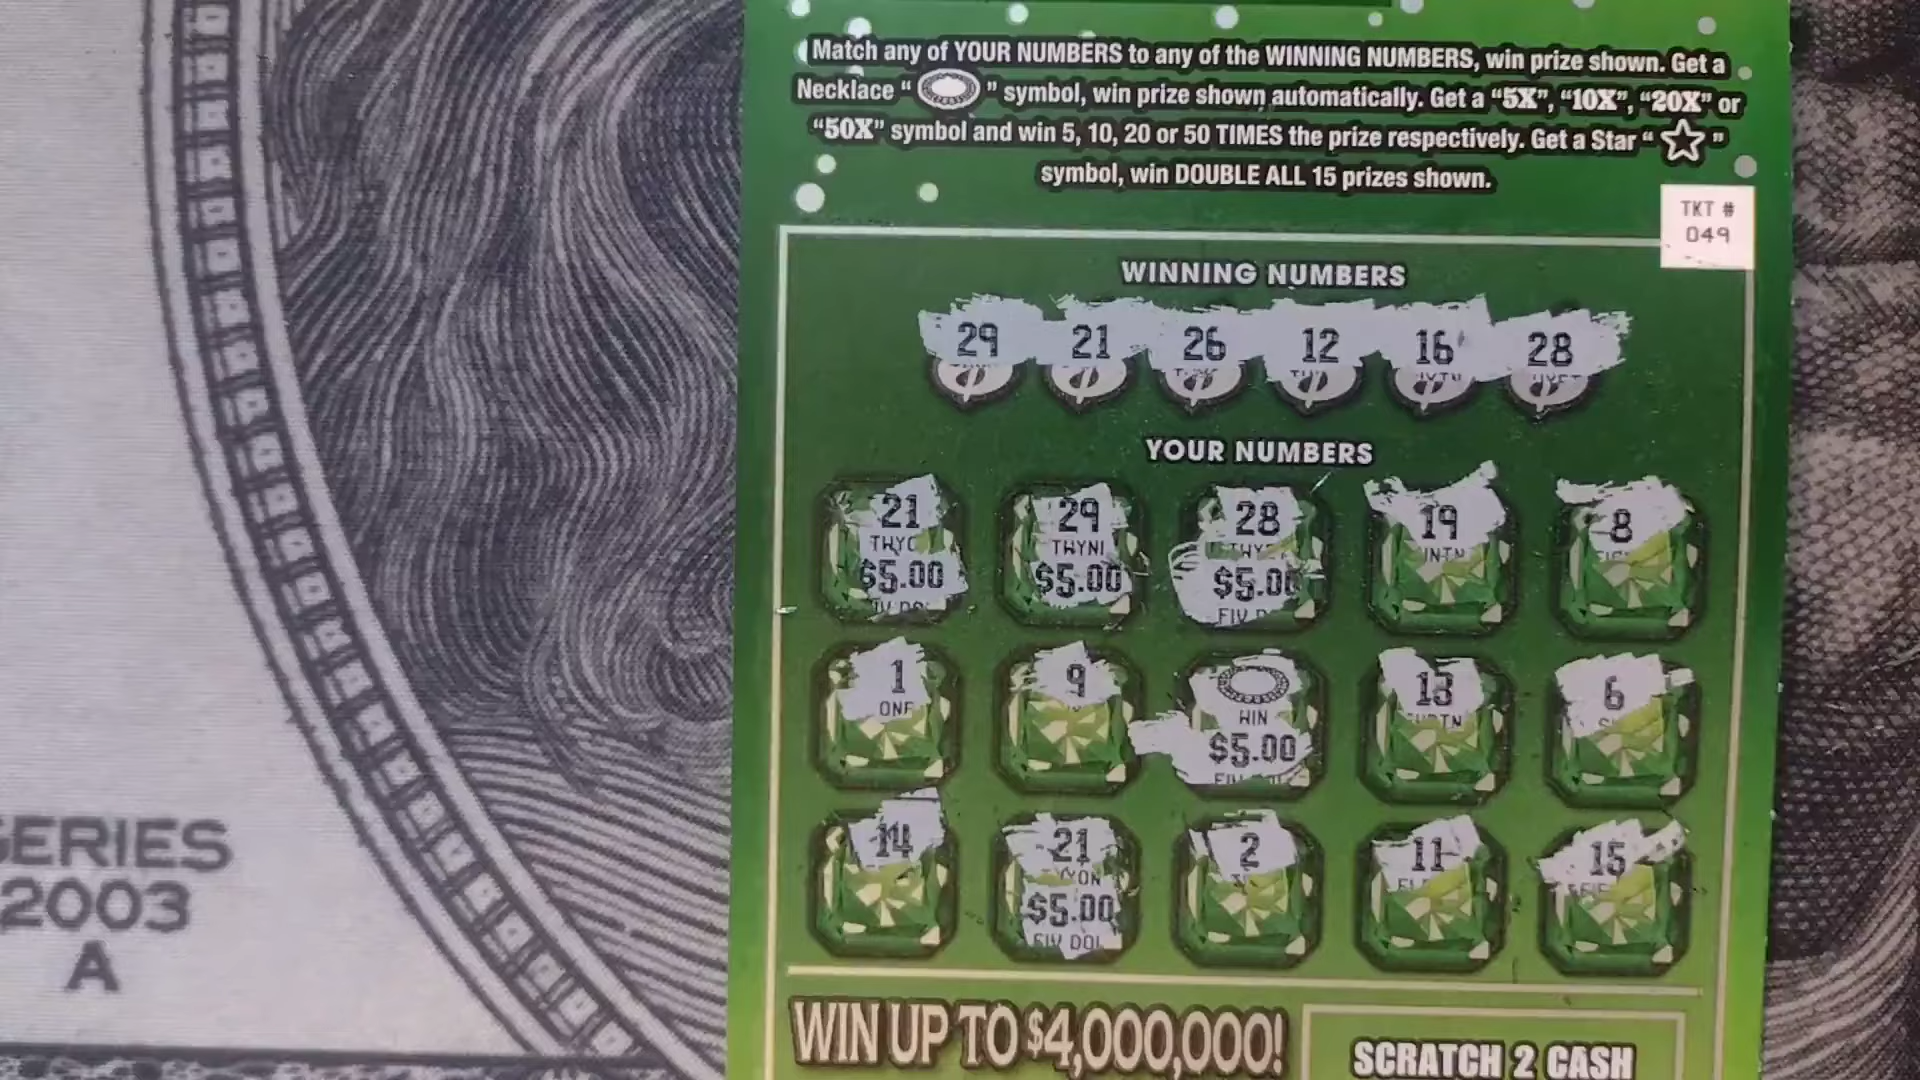 Match any of YOUR NUMBERS to any of the WINNING NUMBERS, win prize shown. Get a
Necklace " " symbol, win prize shown automatically. Get a "5X", "10X", "20X" or
"50X" symbol and win 5, 10, 20 or 50 TIMES the prize respectively. Get a Star " "
symbol, win DOUBLE ALL 15 prizes shown.
TKT #
049
WINNING NUMBERS
29 21 26 12 16 28
YOUR NUMBERS
21 29 28 19 8
THYNI
$5.00 $5.00 $5.00
1 9 13 6
ONE WIN
$5.00
14 21 2 11 15
$5.00
FIV DOL
WIN UP TO $4,000,000!
SCRATCH 2 CASH
SERIES
2003
A